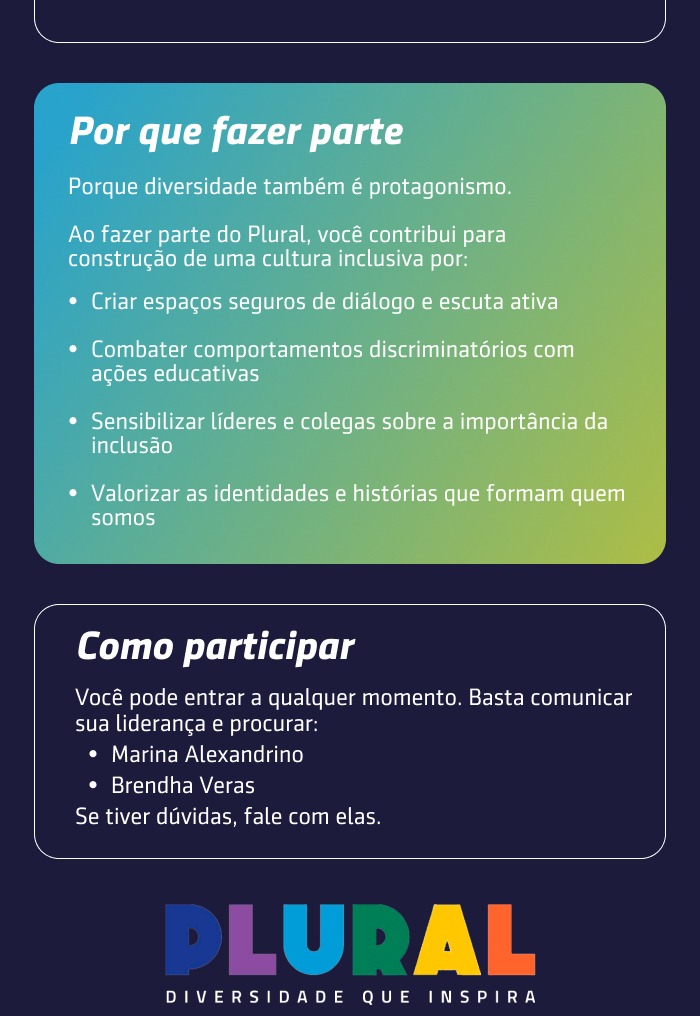 Por que fazer parte
Porque diversidade também é protagonismo.
Ao fazer parte do Plural, você contribui para
construção de uma cultura inclusiva por:
• Criar espaços seguros de diálogo e escuta ativa
• Combater comportamentos discriminatórios com
ações educativas
• Sensibilizar líderes e colegas sobre a importância da
inclusão
• Valorizar as identidades e histórias que formam quem
somos
Como participar
Você pode entrar a qualquer momento. Basta comunicar
sua liderança e procurar:
• Marina Alexandrino
• Brendha Veras
Se tiver dúvidas, fale com elas.
PLURAL
DIVERSIDADE QUE INSPIRA